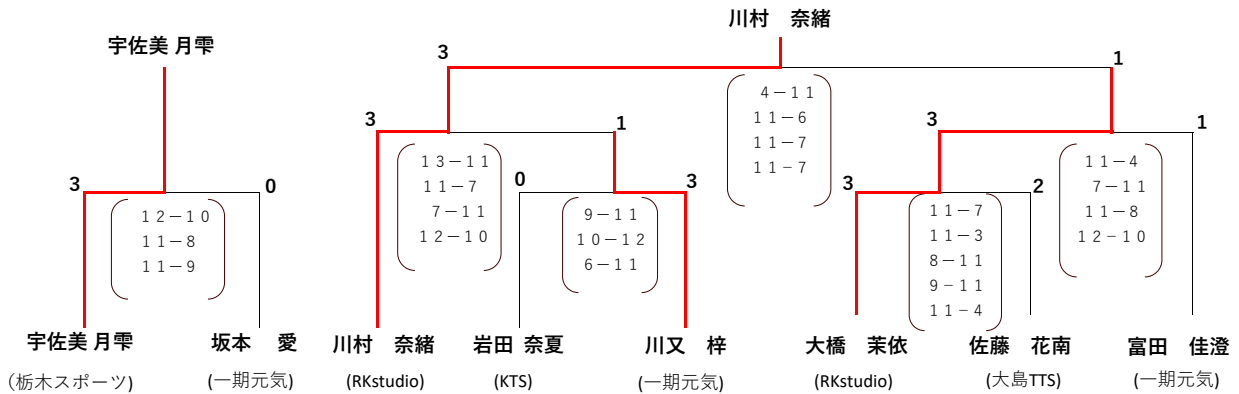 川村　奈緒
宇佐美 月雫
3
1
4－11
11－6
11－7
11－7
3
1
3
1
13－11
11－7
7－11
12－10
11－4
7－11
11－8
12－10
3
0
0
3
3
2
12－10
11－8
11－9
9－11
10－12
6－11
11－7
11－3
8－11
9－11
11－4
宇佐美 月雫
坂本　愛
川村　奈緒
岩田 奈夏
川又　梓
大橋　茉依
佐藤　花南
富田　佳澄
（栃木スポーツ)
(一期元気)
(RKstudio)
(KTS)
(一期元気)
(RKstudio)
(大島TTS)
(一期元気)